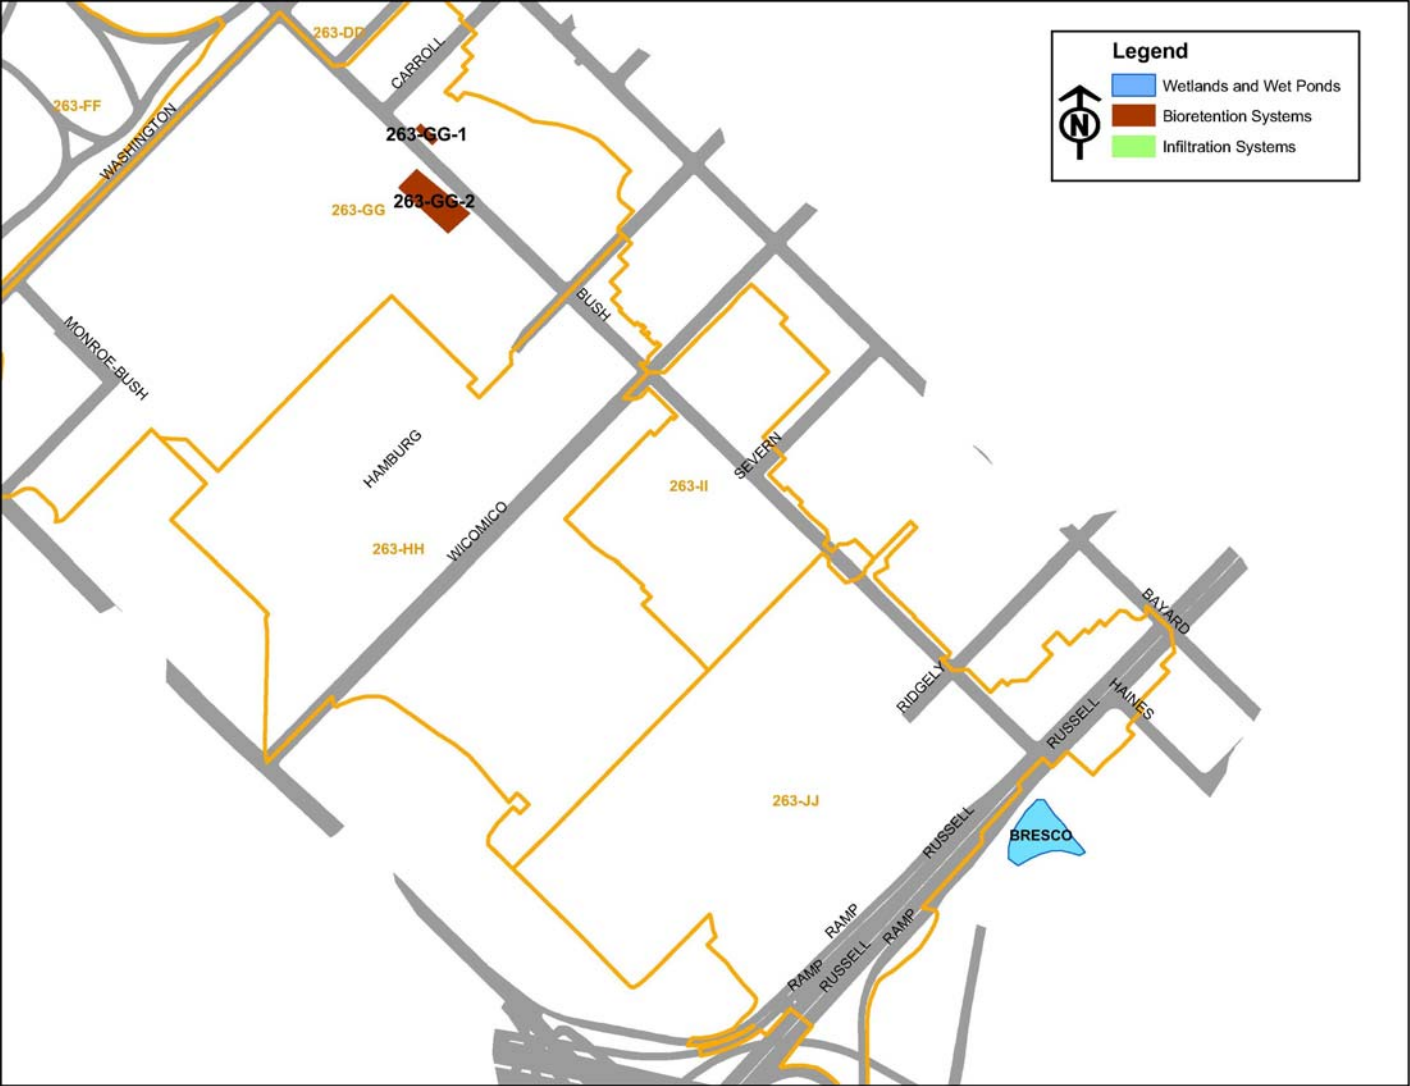 263-DD
CARROLL
Legend
Wetlands and Wet Ponds
Bioretention Systems
Infiltration Systems
N
263-FF
WASHINGTON
263-GG-1
263-GG
263-GG-2
BUSH
MONROE-BUSH
HAMBURG
SEVERN
263-II
WICOMICO
263-HH
BAYARD
RIDGELY
HAINES
RUSSELL
263-JJ
RUSSELL
BRESCO
RAMP
RAMP
RUSSELL
RAMP